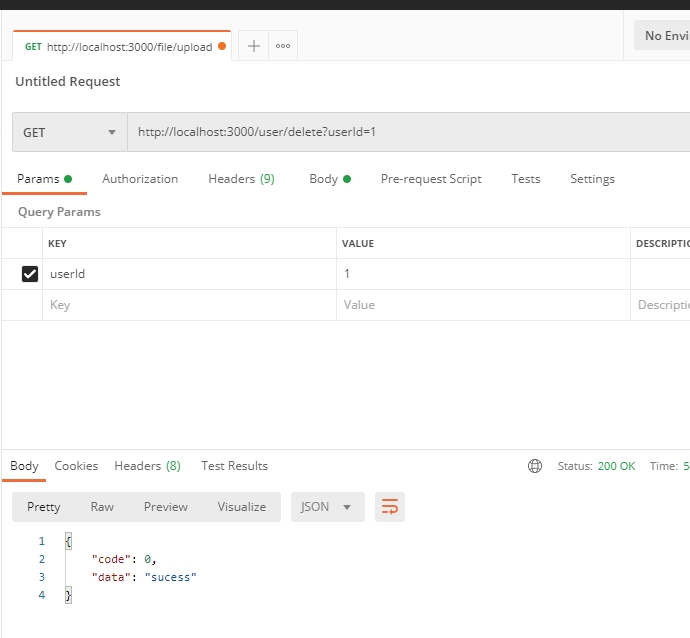 GET http://localhost:3000/file/upload
No Envi
Untitled Request
GET http://localhost:3000/user/delete?userId=1
Params Authorization Headers (9) Body Pre-request Script Tests Settings
Query Params
KEY VALUE DESCRIPTIO
userId 1
Key Value Descriptio
Body Cookies Headers (8) Test Results Status: 200 OK Time: 5
Pretty Raw Preview Visualize JSON
1 {
2 "code": 0,
3 "data": "sucess"
4 }